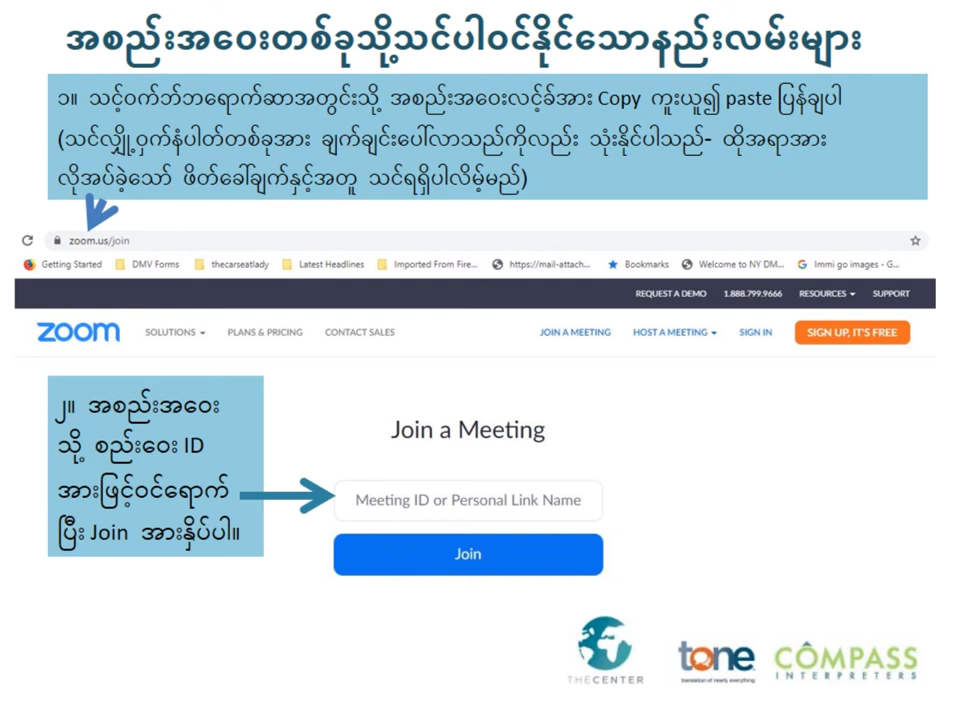 အစည်းအဝေးတစ်ခုသို့သင်ပါဝင်နိုင်သောနည်းလမ်းများ
၁။ သင့်ဝက်ဘ်ဘရောက်ဆာအတွင်းသို့ အစည်းအဝေးလင့်ခ်အား Copy ကူးယူ၍ paste ပြန်ချပါ
(သင်လျှို့ဝှက်နံပါတ်တစ်ခုအား ချက်ချင်းပေါ်လာသည်ကိုလည်း သုံးနိုင်ပါသည်- ထိုအရာအား
လိုအပ်ခဲ့သော် ဖိတ်ခေါ်ချက်နှင့်အတူ သင်ရရှိပါလိမ့်မည်)
zoom.us/join
Getting Started DMV Forms thecarseatlady Latest Headlines Imported From Fire... https://mail-attach... Bookmarks Welcome to NY DM... Immi go images - G...
REQUEST A DEMO 1.888.799.9666 RESOURCES SUPPORT
zoom SOLUTIONS PLANS & PRICING CONTACT SALES JOIN A MEETING HOST A MEETING SIGN IN SIGN UP, IT'S FREE
၂။ အစည်းအဝေး
သို့ စည်းဝေး ID
အားဖြင့်ဝင်ရောက်
ပြီး Join အားနှိပ်ပါ။
Join a Meeting
Meeting ID or Personal Link Name
Join
THECENTER
tone
translation of nearly everything
CÔMPASS
INTERPRETERS